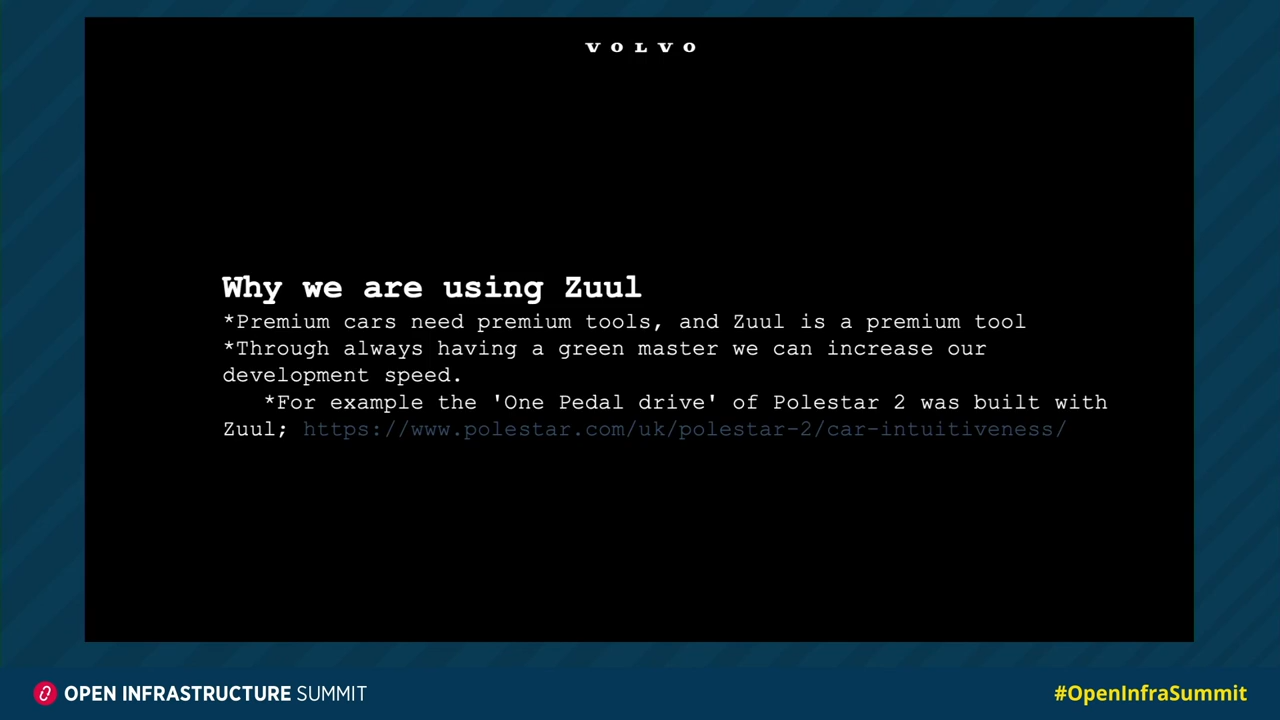 VOLVO
Why we are using Zuul
*Premium cars need premium tools, and Zuul is a premium tool
*Through always having a green master we can increase our
development speed.
*For example the 'One Pedal drive' of Polestar 2 was built with
Zuul; https://www.polestar.com/uk/polestar-2/car-intuitiveness/
OPEN INFRASTRUCTURE SUMMIT
#OpenInfraSummit